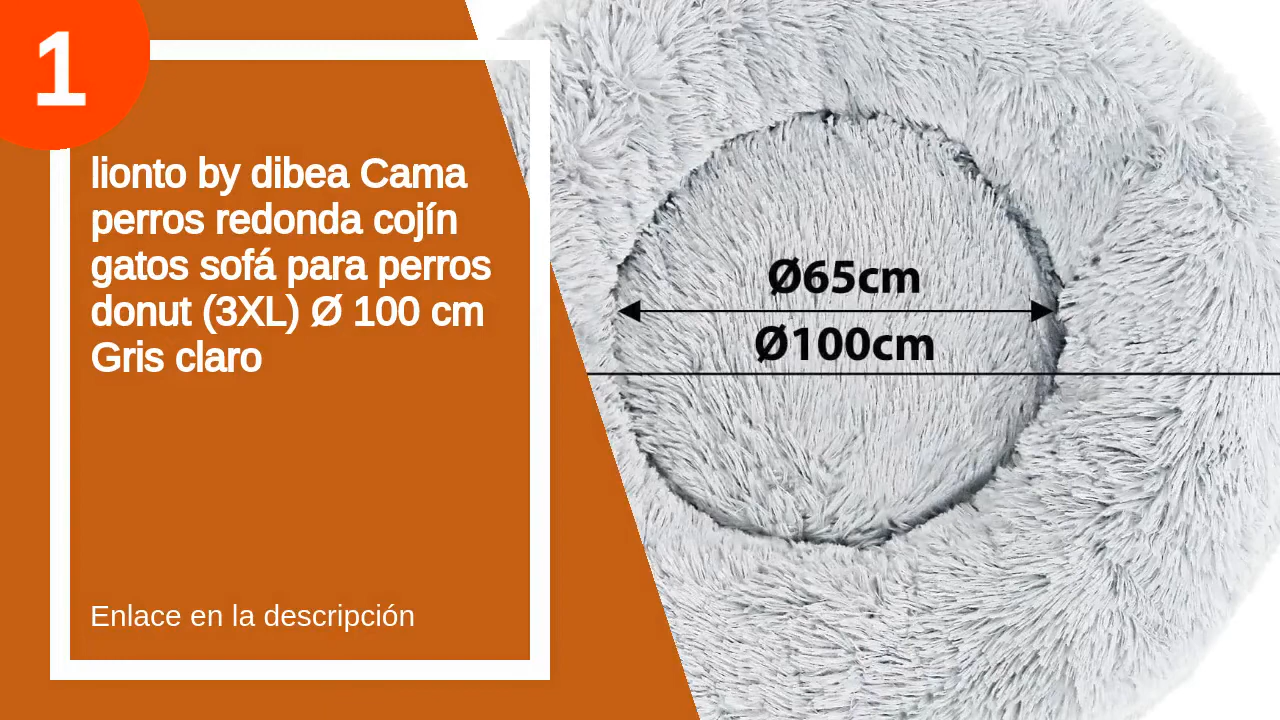 1
lionto by dibea Cama
perros redonda cojín
gatos sofá para perros
donut (3XL) Ø 100 cm
Gris claro
Enlace en la descripción
Ø65cm
Ø100cm